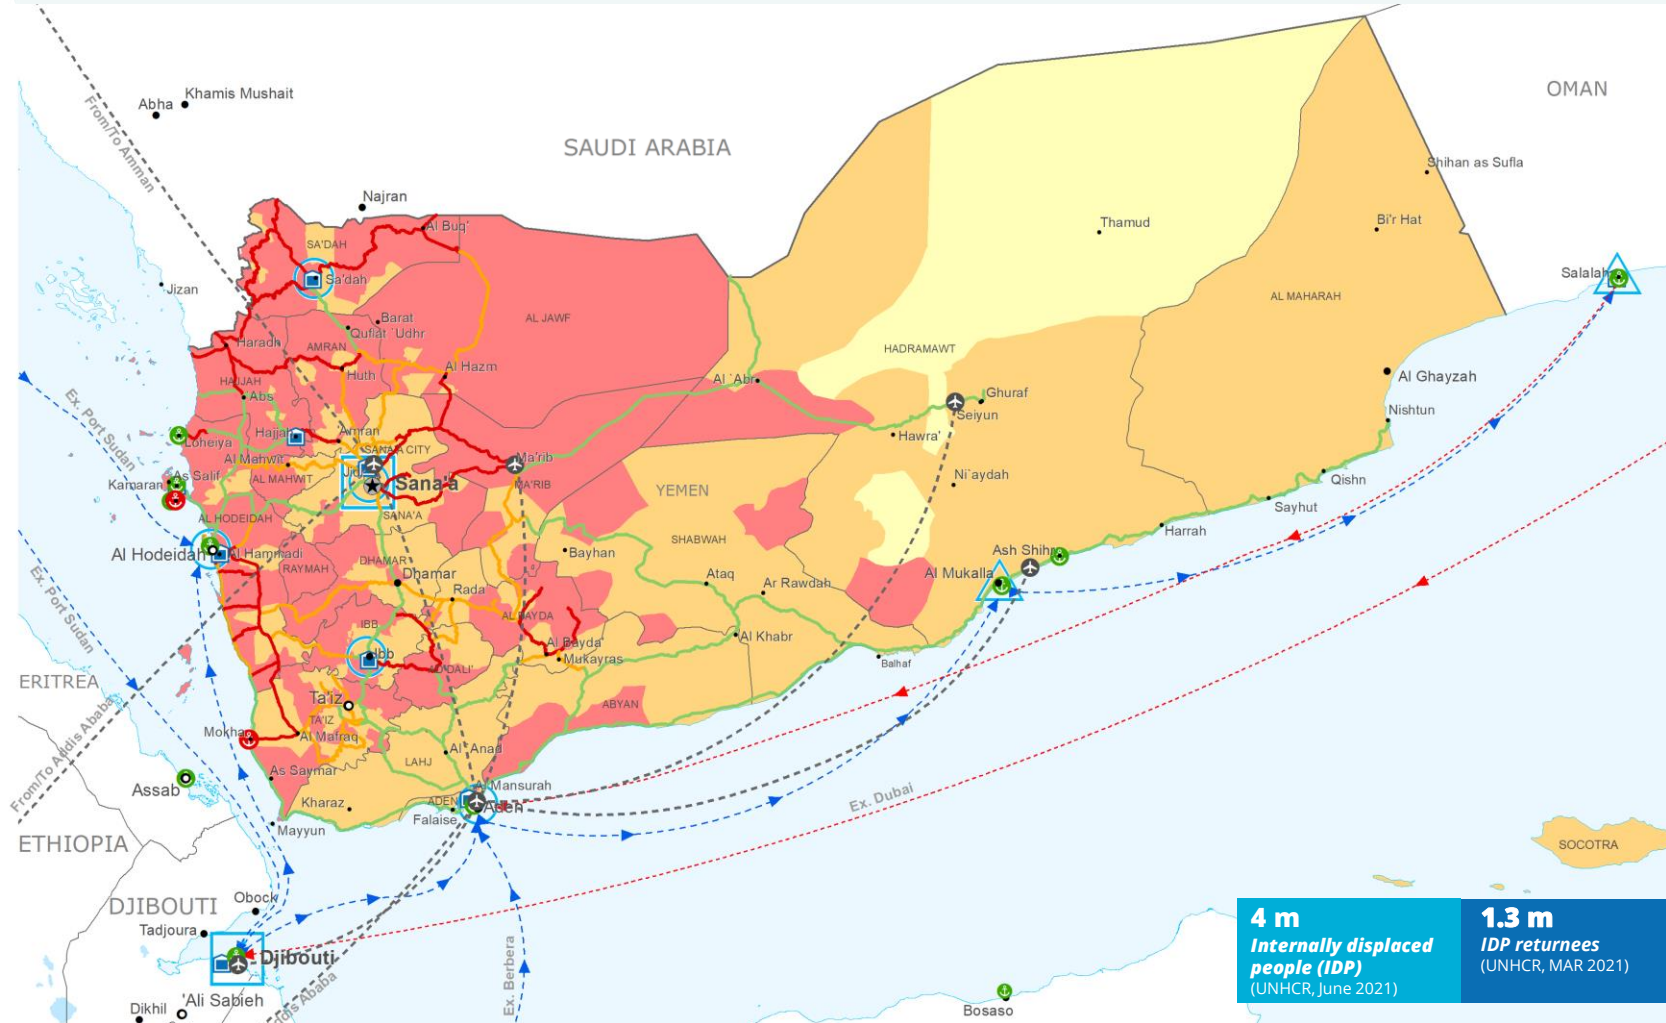 Khamis Mushait
Abha
OMAN
From/To Amman
SAUDI ARABIA
Shihan as Sufla
Najran
Bi'r Hat
Thamud
Al Buq'
SA'DAH
Sa'dah
Salalah
Jizan
AL MAHARAH
Barat
AL JAWF
Quflat `Udhr
Haradh
AMRAN
HADRAMAWT
Al Hazm
Huth
Al Ghayzah
HAJJAH
Al `Abr
'Abs
Ghuraf
Ex. Port Sudan
Seiyun
Nishtun
Loheiya
Hajjah
Amran
Hawra'
SANA'A CITY
Al Mahwit
Ma'rib
As Salif
AL MAHWIT
Ni`aydah
Qishn
Kamaran
Sana'a
MA'RIB
YEMEN
Sayhut
AL HODEIDAH
SANA'A
Harrah
SHABWAH
Al Hodeidah
Al Hammadi
Bayhan
Ash Shihr
DHAMAR
RAYMAH
Dhamar
Ataq
Ar Rawdah
Al Mukalla
Ex. Port Sudan
Rada'
AL BAYDA
IBB
Al Khabr
Al Bayda'
Ibb
Mukayras
Balhaf
AD DALI'
ERITREA
Ta'iz
ABYAN
TA'IZ
Mokha
Al Mafraq
From/To Addis Ababa
Al `Anad
LAHJ
As Saymar
Al Mansurah
Assab
Ex. Dubai
Kharaz
ADEN
Aden
Falaise
Mayyun
ETHIOPIA
SOCOTRA
DJIBOUTI
Obock
Tadjoura
Djibouti
Ex. Berbera
ddis Ababa
'Ali Sabieh
Dikhil
Bosaso
4 m
Internally displaced
people (IDP)
(UNHCR, June 2021)
1.3 m
IDP returnees
(UNHCR, MAR 2021)